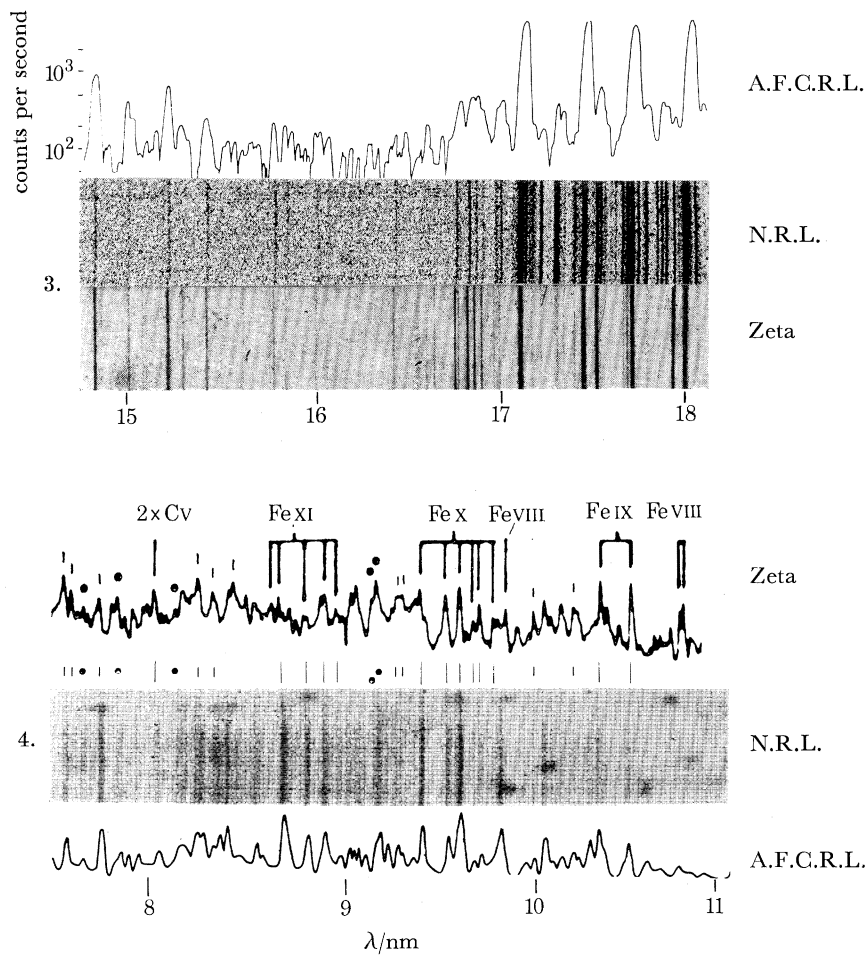 counts per second
10³
10²
A.F.C.R.L.
N.R.L.
3.
Zeta
15 16 17 18
2×Cv Fe XI Fe X Fe VIII Fe IX Fe VIII
Zeta
4.
N.R.L.
A.F.C.R.L.
8 9 10 11
λ/nm